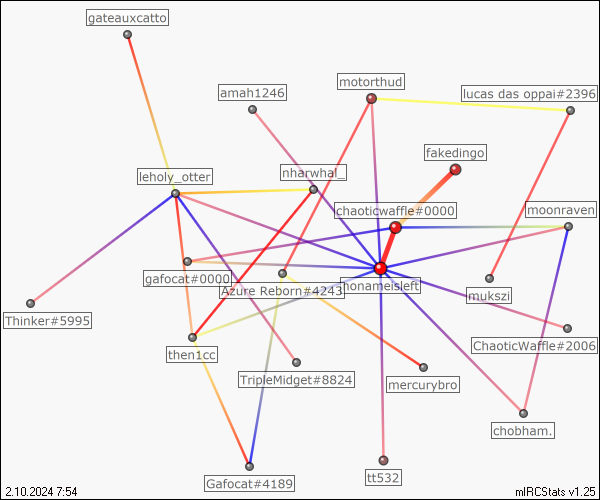 gateauxcatto
amah1246
motorthud
lucas das oppai#2396
fakedingo
leholy_otter
nharwhal_
chaoticwaffle#0000
moonraven
gafocat#0000
Azure Reborn#4243
nonameisleft
mukszi
Thinker#5995
then1cc
ChaoticWaffle#2006
TripleMidget#8824
mercurybro
chobham.
Gafocat#4189
tt532
2.10.2024 7:54
mIRCStats v1.25